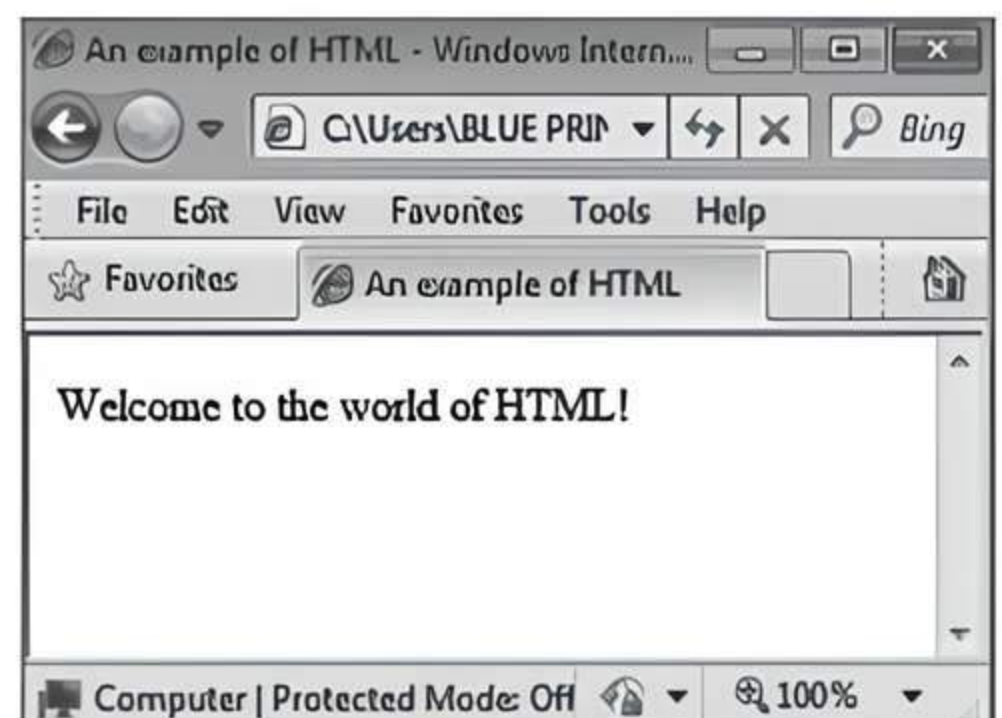 An example of HTML - Windows Intern...
C:\Users\BLUE PRIN
Bing
File Edit View Favorites Tools Help
Favorites An example of HTML
Welcome to the world of HTML!
Computer | Protected Mode: Off 100%